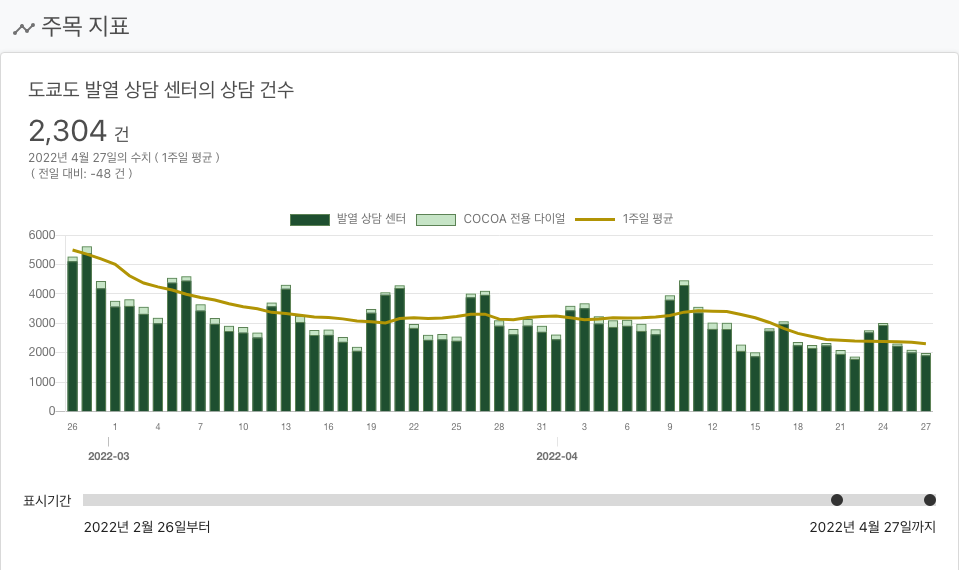 주목 지표
도쿄도 발열 상담 센터의 상담 건수
2,304 건
2022년 4월 27일의 수치 ( 1주일 평균 )
( 전일 대비: -48 건 )
발열 상담 센터 COCOA 전용 다이얼 1주일 평균
6000
5000
4000
3000
2000
1000
0
26 1 4 7 10 13 16 19 22 25 28 31 3 6 9 12 15 18 21 24 27
2022-03 2022-04
표시기간
2022년 2월 26일부터 2022년 4월 27일까지